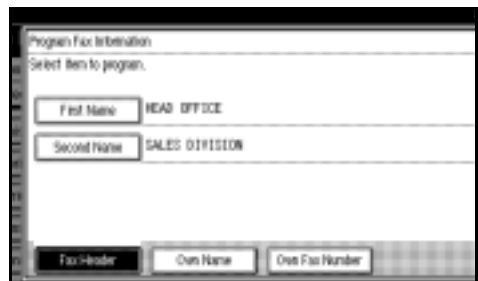 Program Fax Information
Select item to program.
First Name HEAD OFFICE
Second Name SALES DIVISION
Fax Header Own Name Own Fax Number